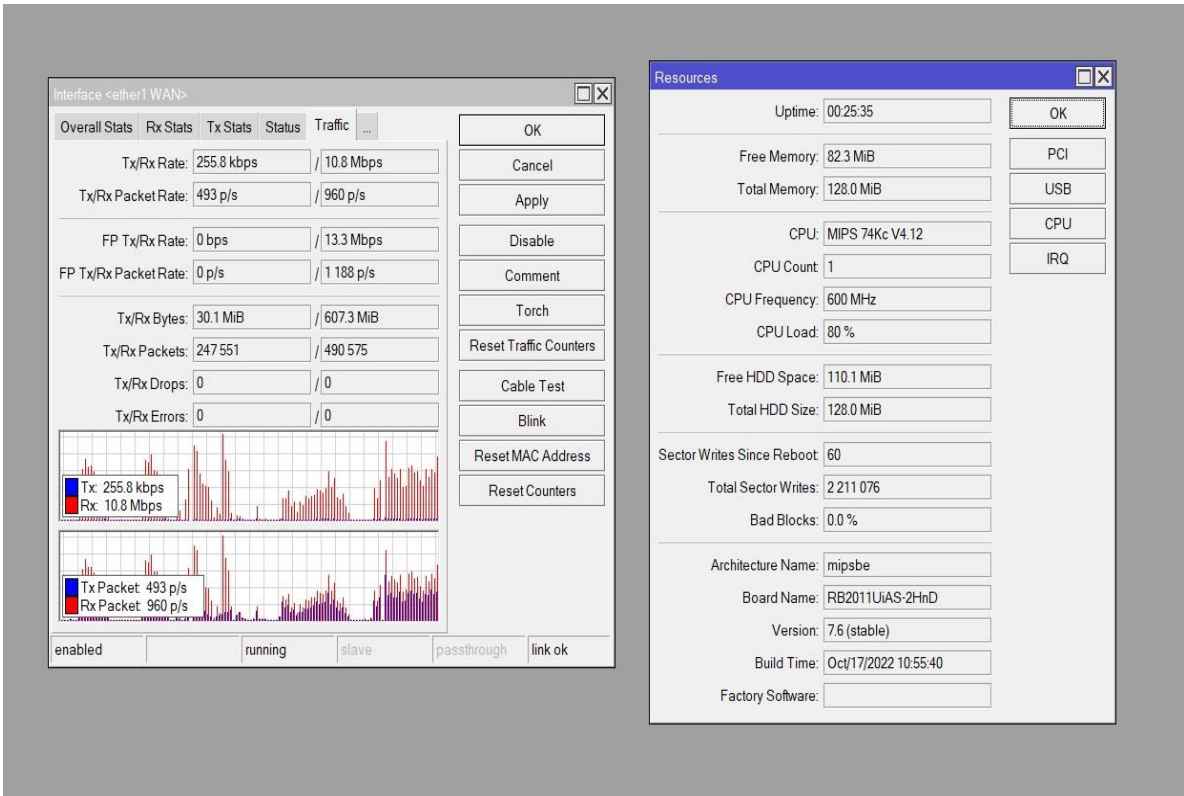 Interface <ether1 WAN>
Overall Stats Rx Stats Tx Stats Status Traffic ...
Tx/Rx Rate: 255.8 kbps / 10.8 Mbps
Tx/Rx Packet Rate: 493 p/s / 960 p/s
FP Tx/Rx Rate: 0 bps / 13.3 Mbps
FP Tx/Rx Packet Rate: 0 p/s / 1 188 p/s
Tx/Rx Bytes: 30.1 MiB / 607.3 MiB
Tx/Rx Packets: 247 551 / 490 575
Tx/Rx Drops: 0 / 0
Tx/Rx Errors: 0 / 0
Tx: 255.8 kbps
Rx: 10.8 Mbps
Tx Packet: 493 p/s
Rx Packet: 960 p/s
OK
Cancel
Apply
Disable
Comment
Torch
Reset Traffic Counters
Cable Test
Blink
Reset MAC Address
Reset Counters
enabled running slave passthrough link ok
Resources
Uptime: 00:25:35
Free Memory: 82.3 MiB
Total Memory: 128.0 MiB
CPU: MIPS 74Kc V4.12
CPU Count: 1
CPU Frequency: 600 MHz
CPU Load: 80 %
Free HDD Space: 110.1 MiB
Total HDD Size: 128.0 MiB
Sector Writes Since Reboot: 60
Total Sector Writes: 2 211 076
Bad Blocks: 0.0 %
Architecture Name: mipsbe
Board Name: RB2011UiAS-2HnD
Version: 7.6 (stable)
Build Time: Oct/17/2022 10:55:40
Factory Software:
OK
PCI
USB
CPU
IRQ